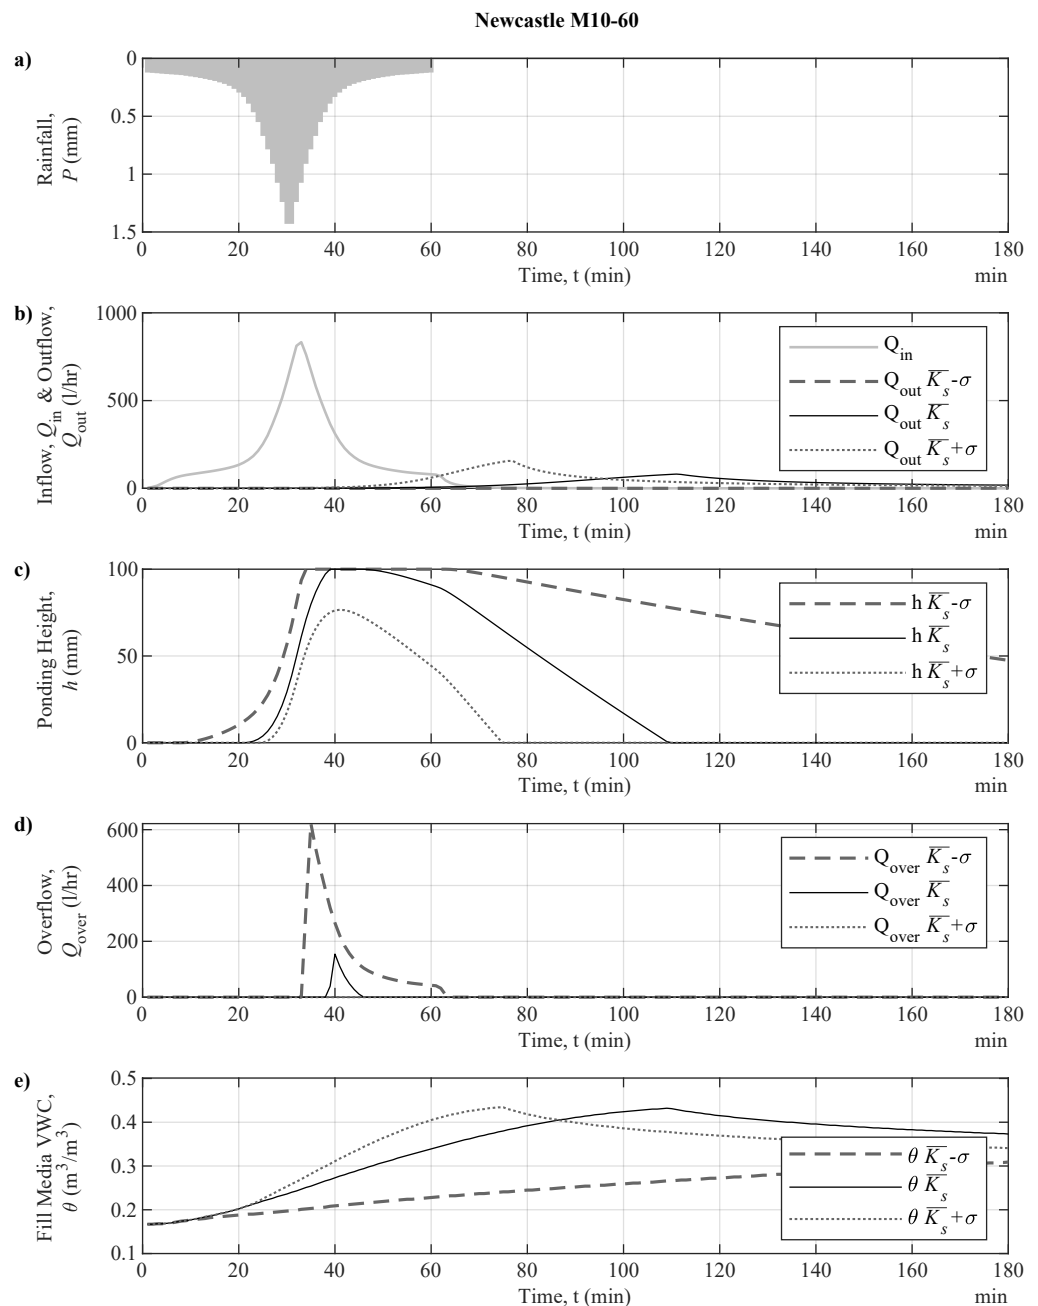 Newcastle M10-60
a)
Rainfall,
P (mm)
0
0.5
1
1.5
0 20 40 60 80 100 120 140 160 180
Time, t (min) min
b)
Inflow, Q_in & Outflow,
Q_out (l/hr)
1000
500
0
Q_in
Q_out K̅_s-σ
Q_out K̅_s
Q_out K̅_s+σ
0 20 40 60 80 100 120 140 160 180
Time, t (min) min
c)
Ponding Height,
h (mm)
100
50
0
h K̅_s-σ
h K̅_s
h K̅_s+σ
0 20 40 60 80 100 120 140 160 180
Time, t (min) min
d)
Overflow,
Q_over (l/hr)
600
400
200
0
Q_over K̅_s-σ
Q_over K̅_s
Q_over K̅_s+σ
0 20 40 60 80 100 120 140 160 180
Time, t (min) min
e)
Fill Media VWC,
θ (m³/m³)
0.5
0.4
0.3
0.2
0.1
θ K̅_s-σ
θ K̅_s
θ K̅_s+σ
0 20 40 60 80 100 120 140 160 180
Time, t (min) min